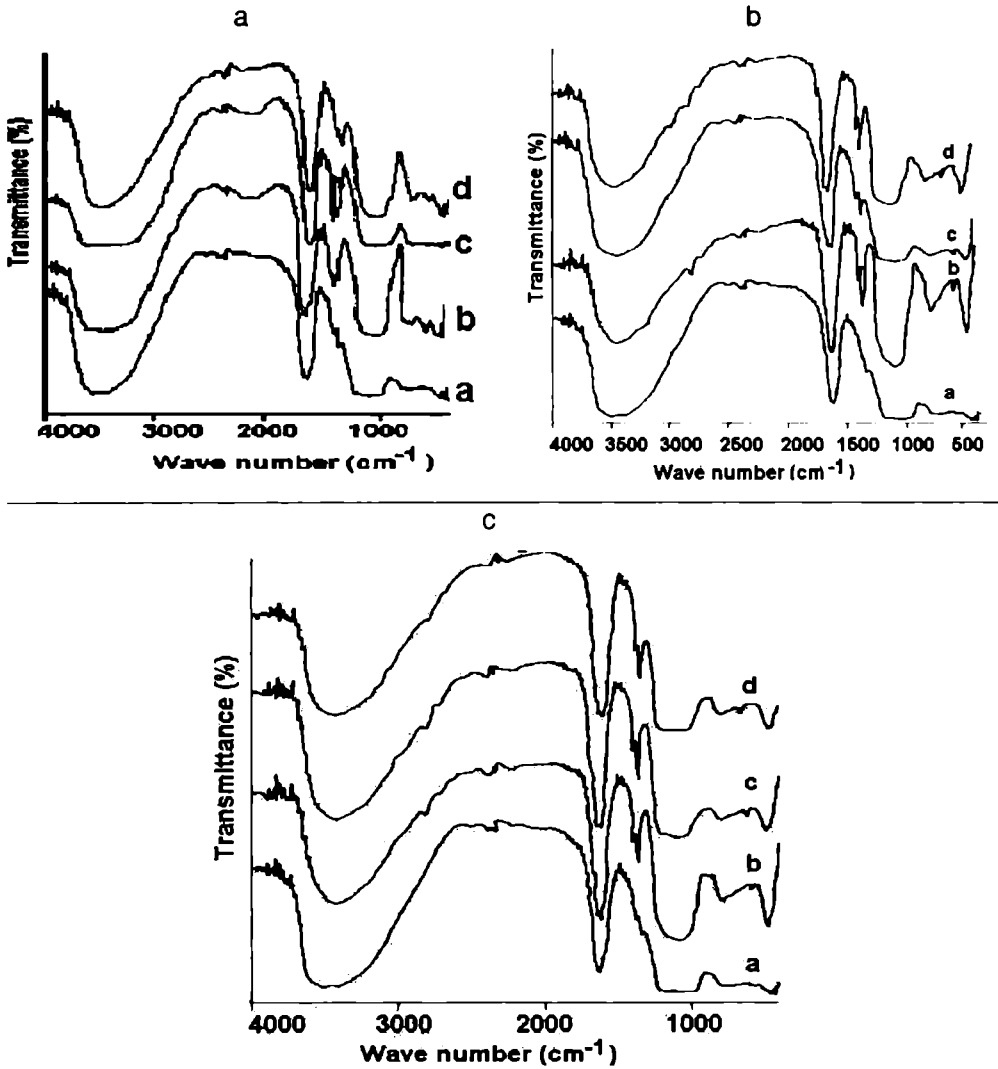 a
Transmittance (%)
d
c
b
a
4000 3000 2000 1000
Wave number (cm-1)
b
Transmittance (%)
d
c
b
a
4000 3500 3000 2500 2000 1500 1000 500
Wave number (cm-1)
c
Transmittance (%)
d
c
b
a
4000 3000 2000 1000
Wave number (cm-1)